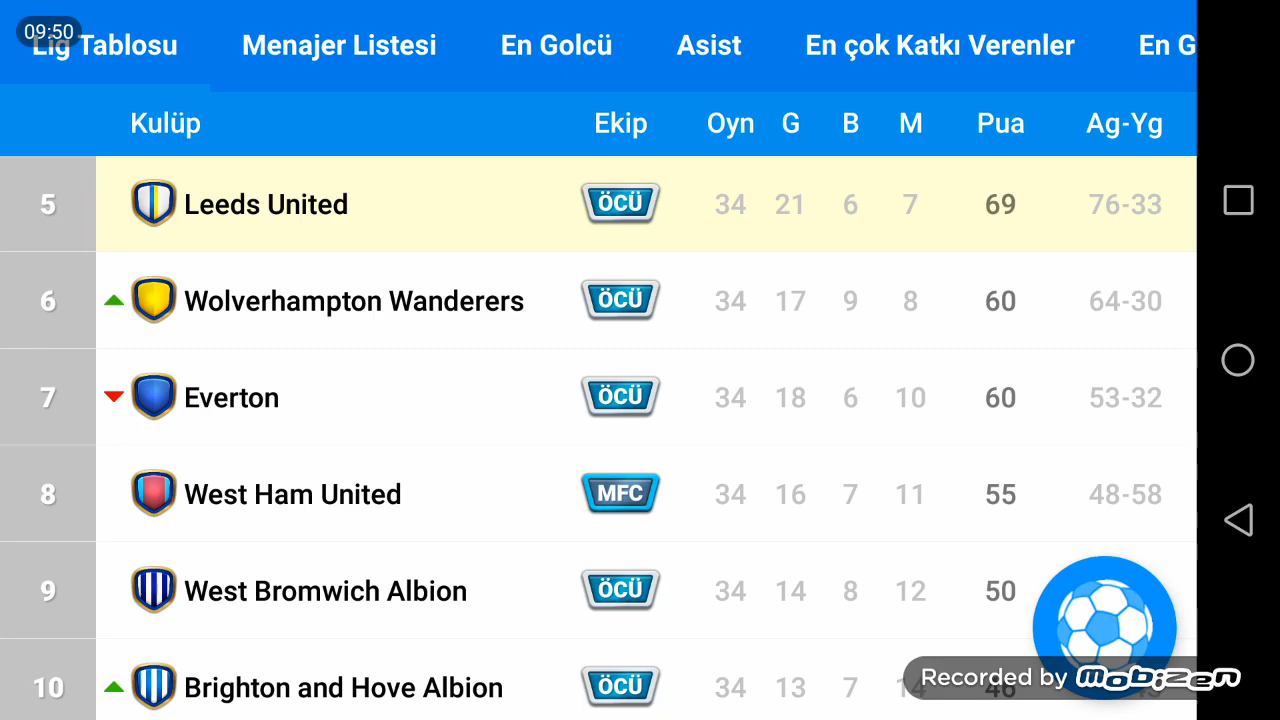 09:50
Lig Tablosu Menajer Listesi En Golcü Asist En çok Katkı Verenler En G
Kulüp Ekip Oyn G B M Pua Ag-Yg
5 Leeds United ÖCÜ 34 21 6 7 69 76-33
6 Wolverhampton Wanderers ÖCÜ 34 17 9 8 60 64-30
7 Everton ÖCÜ 34 18 6 10 60 53-32
8 West Ham United MFC 34 16 7 11 55 48-58
9 West Bromwich Albion ÖCÜ 34 14 8 12 50
10 Brighton and Hove Albion ÖCÜ 34 13 7 14 46
Recorded by Mobizen